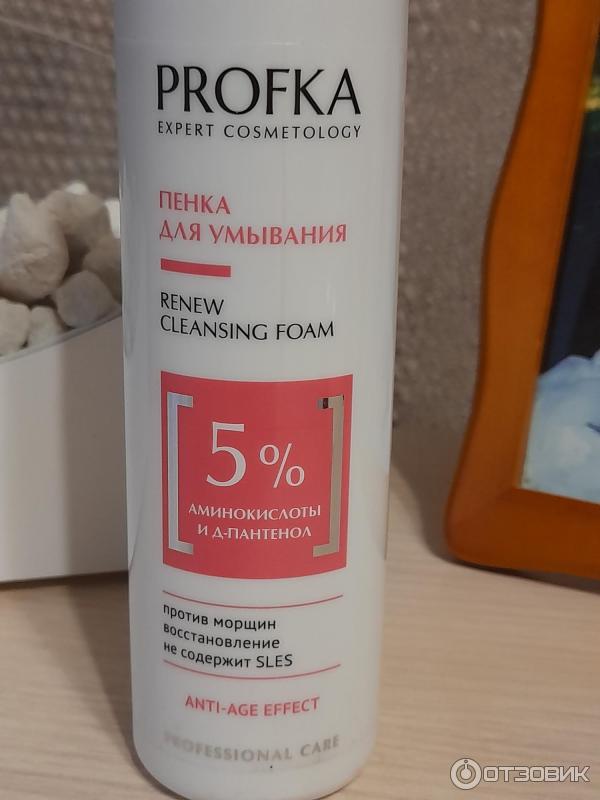 PROFKA
EXPERT COSMETOLOGY
ПЕНКА
ДЛЯ УМЫВАНИЯ
RENEW
CLEANSING FOAM
5%
АМИНОКИСЛОТЫ
И Д-ПАНТЕНОЛ
против морщин
восстановление
не содержит SLES
ANTI-AGE EFFECT
PROFESSIONAL CARE
ОТЗОВИК